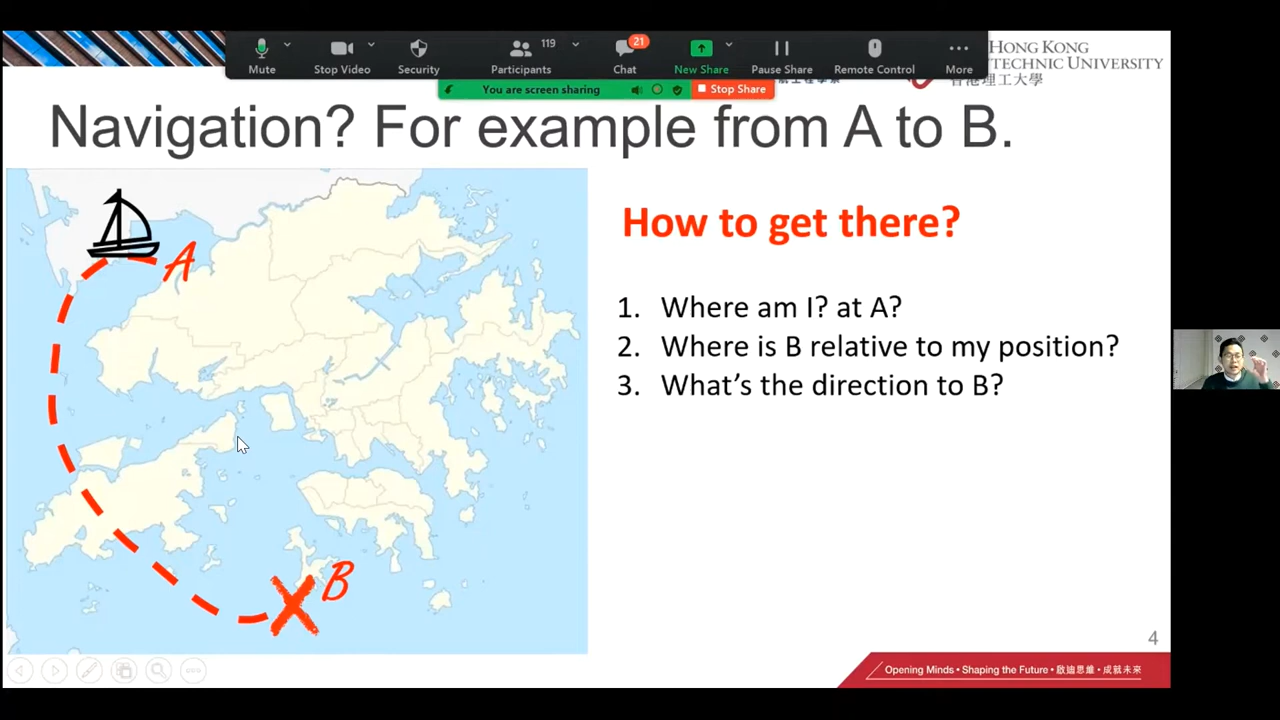 Mute
Stop Video
Security
Participants
119
Chat
21
New Share
Pause Share
Remote Control
More
You are screen sharing
Stop Share
HONG KONG
TECHNIC UNIVERSITY
香港理工大學
Navigation? For example from A to B.
A
B
How to get there?
1. Where am I? at A?
2. Where is B relative to my position?
3. What's the direction to B?
4
Opening Minds • Shaping the Future • 啟迪思維 • 成就未來